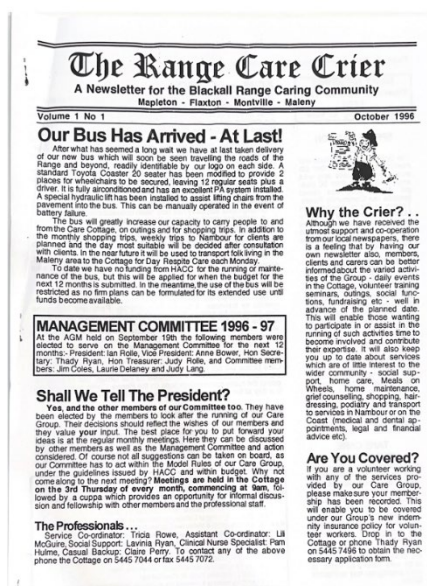 The Range Care Crier
A Newsletter for the Blackall Range Caring Community
Mapleton - Flaxton - Montville - Maleny
Volume 1 No 1 October 1996
Our Bus Has Arrived - At Last!
After what has seemed a long wait we have at last taken delivery
of our new bus which will soon be seen travelling the roads of the
Range and beyond, readily identifiable by our logo on each side. A
standard Toyota Coaster 20 seater has been modified to provide 2
places for wheelchairs to be secured, leaving 12 regular seats plus a
driver. It is fully airconditioned and has an excellent PA system installed.
A special hydraulic lift has been installed to assist lifting chairs from the
pavement into the bus. This can be manually operated in the event of
battery failure.
The bus will greatly increase our capacity to carry people to and
from the Care Cottage, on outings and for shopping trips. In addition to
the monthly shopping trips, weekly trips to Nambour for clients are
planned and the day most suitable will be decided after consultation
with clients. In the near future it will be used to transport folk living in the
Maleny area to the Cottage for Day Respite Care each Monday.
To date we have no funding from HACC for the running or mainte-
nance of the bus, but this will be applied for when the budget for the
next 12 months is submitted. In the meantime, the use of the bus will be
restricted as no firm plans can be formulated for its extended use until
funds become available.
MANAGEMENT COMMITTEE 1996 - 97
At the AGM held on September 19th the following members were
elected to serve on the Management Committee for the next 12
months:- President: Ian Rolle, Vice President: Anne Bower, Hon Secre-
tary: Thady Ryan, Hon Treasurer: Judy Rolle, and Committee mem-
bers: Jim Coles, Laurie Delaney and Judy Lang.
Shall We Tell The President?
Yes, and the other members of our Committee too. They have
been elected by the members to look after the running of our Care
Group. Their decisions should reflect the wishes of our members and
they value your input. The best place for you to put forward your
ideas is at the regular monthly meetings. Here they can be discussed
by other members as well as the Management Committee and action
considered. Of course not all suggestions can be taken on board, as
our Committee has to act within the Model Rules of our Care Group,
under the guidelines issued by HACC and within budget. Why not
come along to the next meeting? Meetings are held in the Cottage
on the 3rd Thursday of every month, commencing at 9am, fol-
lowed by a cuppa which provides an opportunity for informal discus-
sion and fellowship with other members and the professional staff.
The Professionals ...
Service Co-ordinator: Tricia Rowe, Assistant Co-ordinator: Lili
McGuire, Social Support: Lavinia Ryan, Clinical Nurse Specialist: Pam
Hulme, Casual Backup: Claire Perry. To contact any of the above
phone the Cottage on 5445 7044 or fax 5445 7072.
Why the Crier? . .
Although we have received the
utmost support and co-operation
from our local newspapers, there
is a feeling that by having our
own newsletter also, members,
clients and carers can be better
informed about the varied activi-
ties of the Group - daily events
in the Cottage, volunteer training
seminars, outings, social func-
tions, fundraising etc - well in
advance of the planned date.
This will enable those wanting
to participate in or assist in the
running of such activities time to
become involved and contribute
their expertise. It will also keep
you up to date about services
which are of little interest to the
wider community - social sup-
port, home care, Meals on
Wheels, home maintenance,
grief counselling, shopping, hair-
dressing, podiatry and transport
to services in Nambour or on the
Coast (medical and dental ap-
pointments, legal and financial
advice etc).
Are You Covered?
If you are a volunteer working
with any of the services pro-
vided by our Care Group,
please make sure your member-
ship has been recorded. This
will enable you to be covered
under our Group's new indem-
nity insurance policy for volun-
teer workers. Drop in to the
Cottage or phone Thady Ryan
on 5445 7496 to obtain the nec-
essary application form.